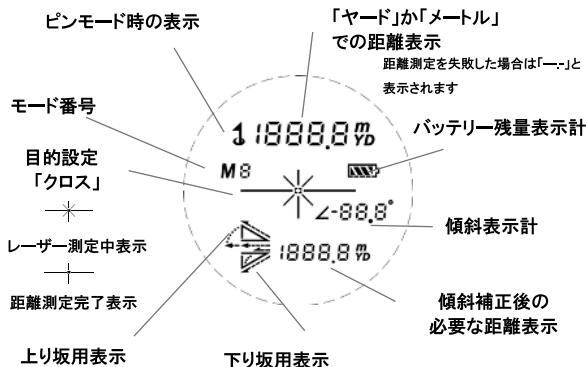 ピンモード時の表示
「ヤード」か「メートル」
での距離表示
距離測定を失敗した場合は「—.-」と
表示されます
モード番号
1888.8 m YD
バッテリー残量表示計
M8
目的設定
「クロス」
∠-88.8°
傾斜表示計
レーザー測定中表示
1888.8 m YD
距離測定完了表示
傾斜補正後の
必要な距離表示
上り坂用表示
下り坂用表示